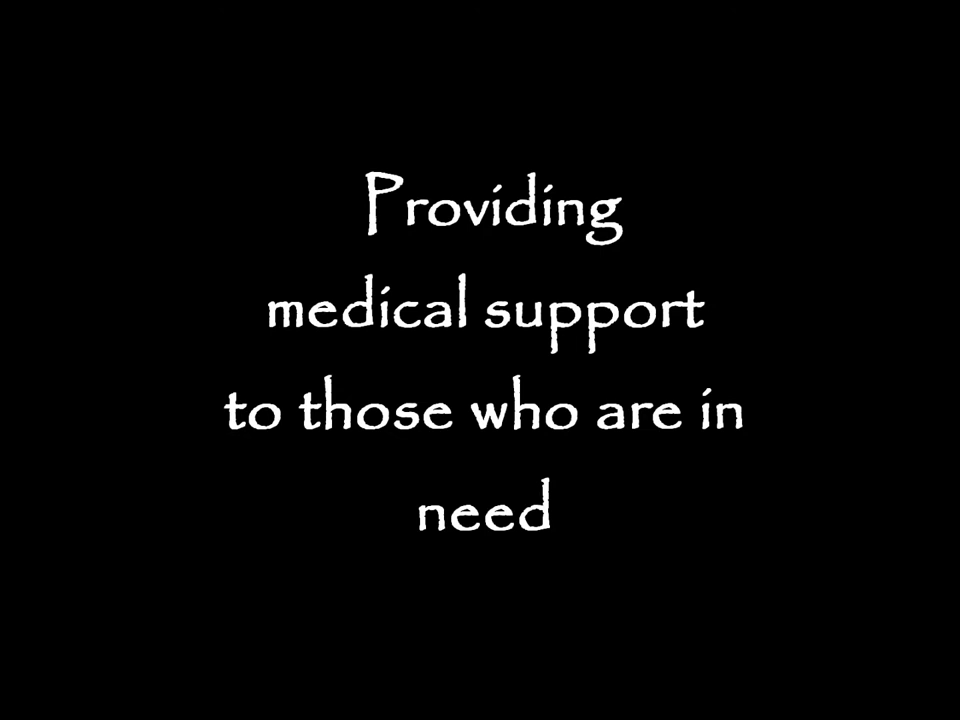 Providing
medical support
to those who are in
need